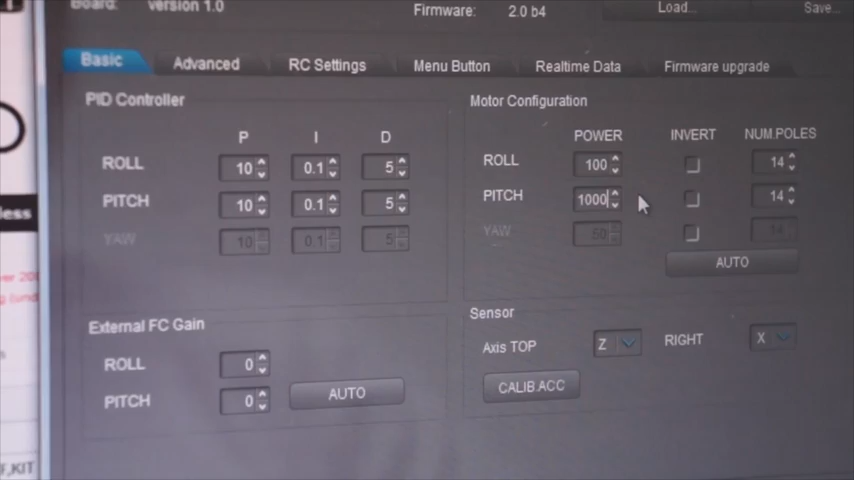 Board: version 1.0 Firmware: 2.0 b4 Load... Save...
Basic Advanced RC Settings Menu Button Realtime Data Firmware upgrade
PID Controller
P I D
ROLL 10 0.1 5
PITCH 10 0.1 5
YAW 10 0.1 5
External FC Gain
ROLL 0
PITCH 0 AUTO
Motor Configuration
POWER INVERT NUM.POLES
ROLL 100 14
PITCH 1000 14
YAW 50 14
AUTO
Sensor
Axis TOP Z RIGHT X
CALIB.ACC
less
F,KIT